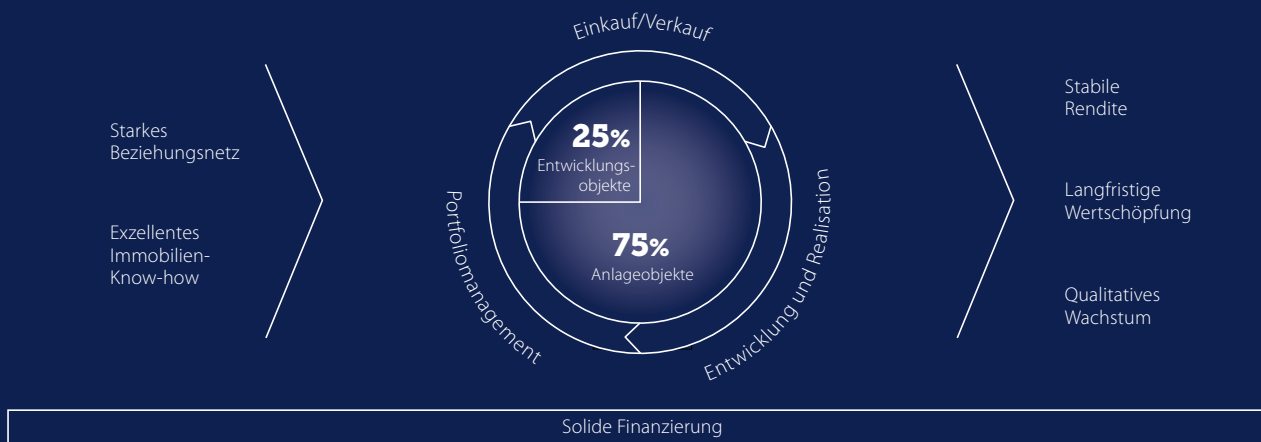 Starkes
Beziehungsnetz
Exzellentes
Immobilien-
Know-how
Einkauf/Verkauf
25%
Entwicklungs-
objekte
75%
Anlageobjekte
Portfoliomanagement
Entwicklung und Realisation
Stabile
Rendite
Langfristige
Wertschöpfung
Qualitatives
Wachstum
Solide Finanzierung